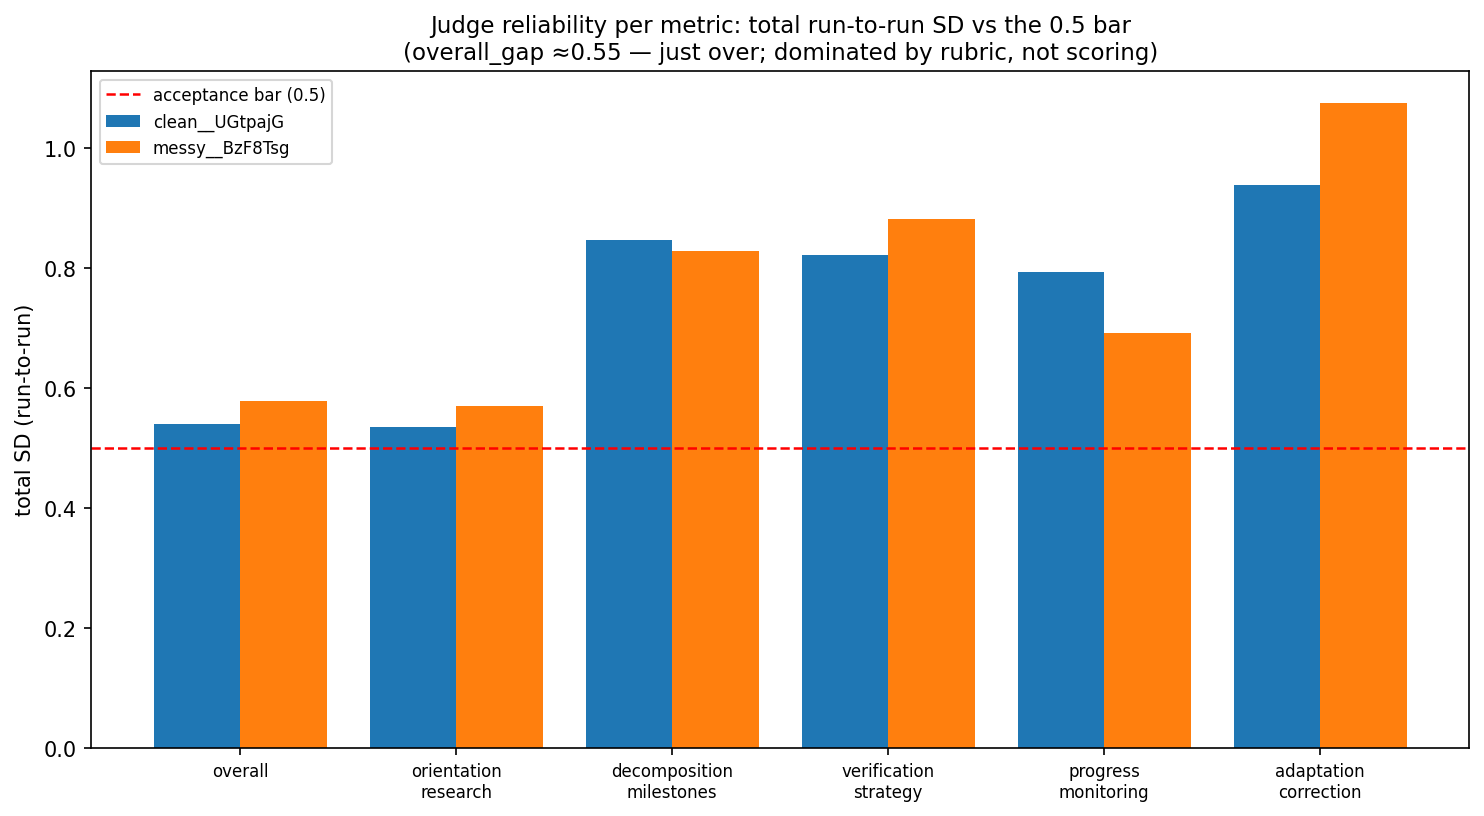 Judge reliability per metric: total run-to-run SD vs the 0.5 bar
(overall_gap ≈0.55 — just over; dominated by rubric, not scoring)
acceptance bar (0.5)
clean__UGtpajG
messy__BzF8Tsg
total SD (run-to-run)
1.0
0.8
0.6
0.4
0.2
0.0
overall
orientation
research
decomposition
milestones
verification
strategy
progress
monitoring
adaptation
correction